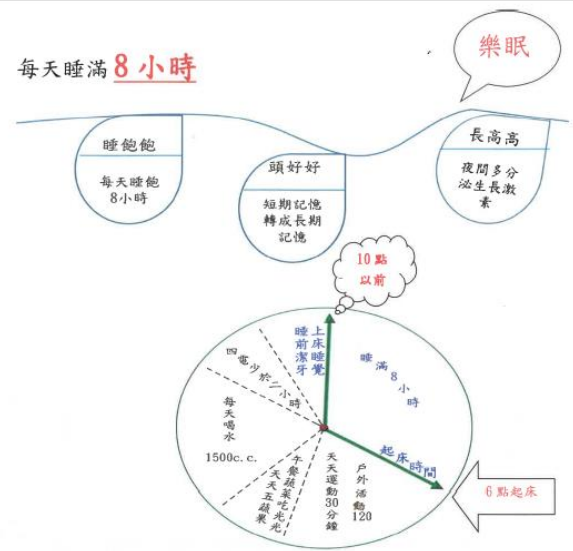 每天睡滿 8 小時
樂眠
睡飽飽
每天睡飽
8小時
頭好好
短期記憶
轉成長期
記憶
長高高
夜間多分
泌生長激
素
10 點
以前
上床睡覺
睡前潔牙
睡滿8小時
起床時間
6 點起床
戶外活動
120
天天運動30分鐘
午餐蔬菜吃光光
天天五蔬果
每天喝水
1500c.c.
四電少於1小時